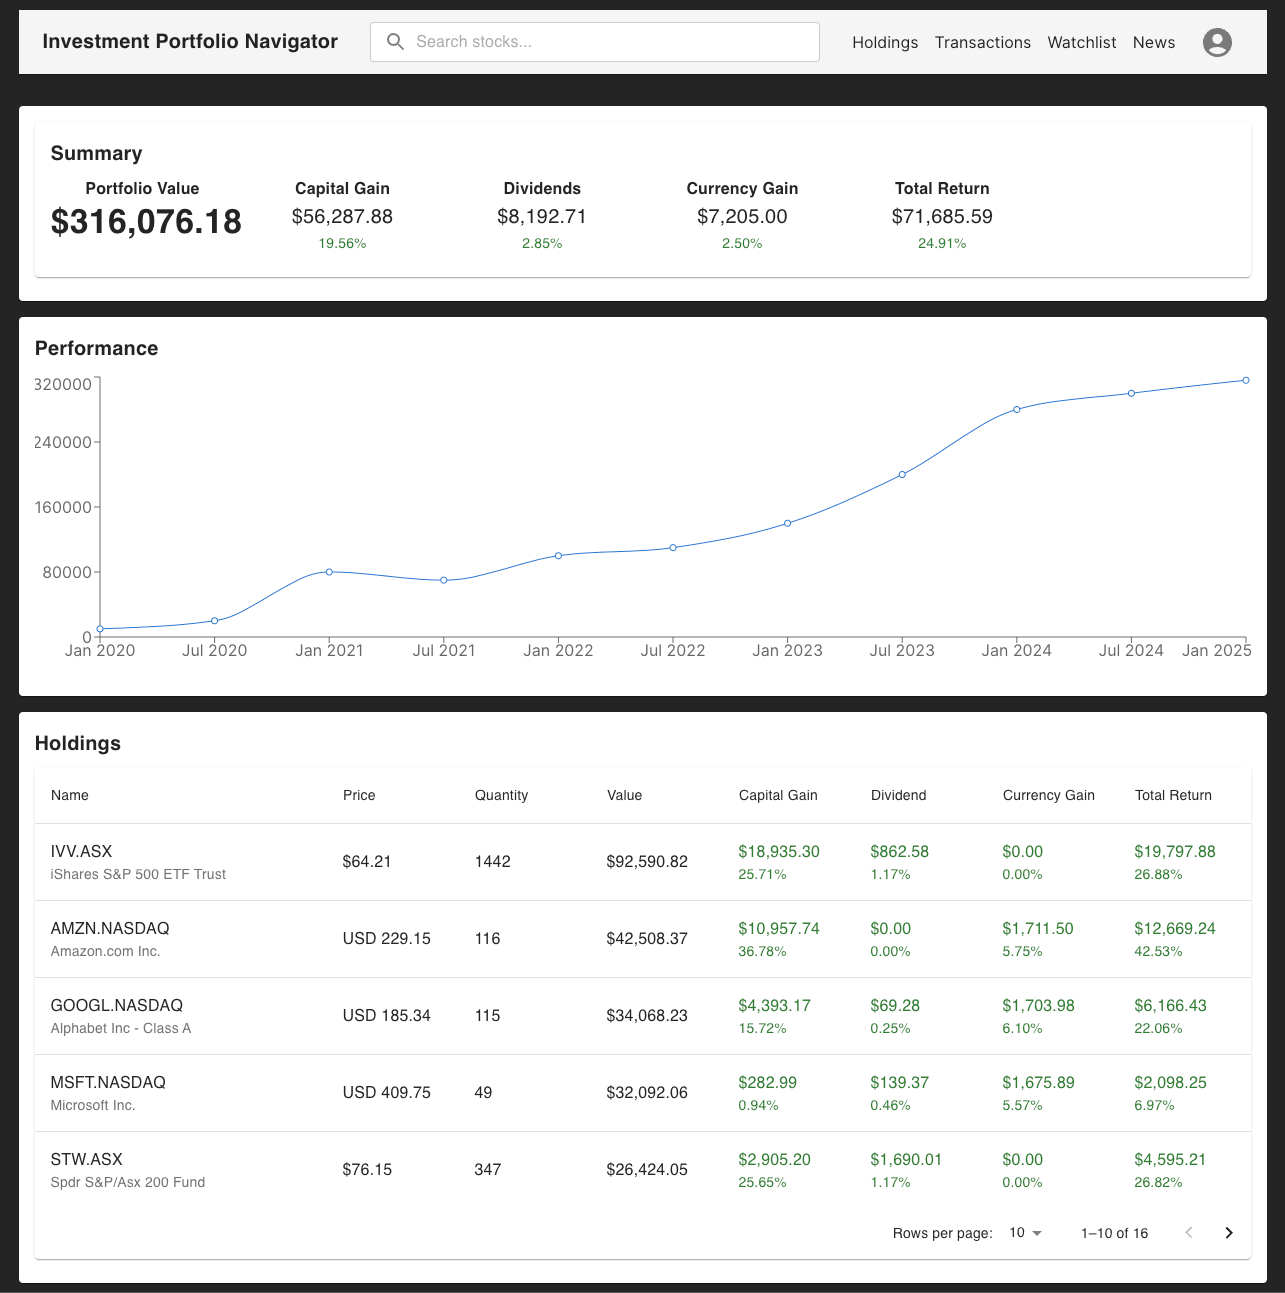 Investment Portfolio Navigator
Search stocks...
Holdings Transactions Watchlist News
Summary
Portfolio Value Capital Gain Dividends Currency Gain Total Return
$316,076.18 $56,287.88 $8,192.71 $7,205.00 $71,685.59
19.56% 2.85% 2.50% 24.91%
Performance
320000
240000
160000
80000
0
Jan 2020 Jul 2020 Jan 2021 Jul 2021 Jan 2022 Jul 2022 Jan 2023 Jul 2023 Jan 2024 Jul 2024 Jan 2025
Holdings
Name Price Quantity Value Capital Gain Dividend Currency Gain Total Return
IVV.ASX $64.21 1442 $92,590.82 $18,935.30 $862.58 $0.00 $19,797.88
iShares S&P 500 ETF Trust 25.71% 1.17% 0.00% 26.88%
AMZN.NASDAQ USD 229.15 116 $42,508.37 $10,957.74 $0.00 $1,711.50 $12,669.24
Amazon.com Inc. 36.78% 0.00% 5.75% 42.53%
GOOGL.NASDAQ USD 185.34 115 $34,068.23 $4,393.17 $69.28 $1,703.98 $6,166.43
Alphabet Inc - Class A 15.72% 0.25% 6.10% 22.06%
MSFT.NASDAQ USD 409.75 49 $32,092.06 $282.99 $139.37 $1,675.89 $2,098.25
Microsoft Inc. 0.94% 0.46% 5.57% 6.97%
STW.ASX $76.15 347 $26,424.05 $2,905.20 $1,690.01 $0.00 $4,595.21
Spdr S&P/Asx 200 Fund 25.65% 1.17% 0.00% 26.82%
Rows per page: 10 1–10 of 16